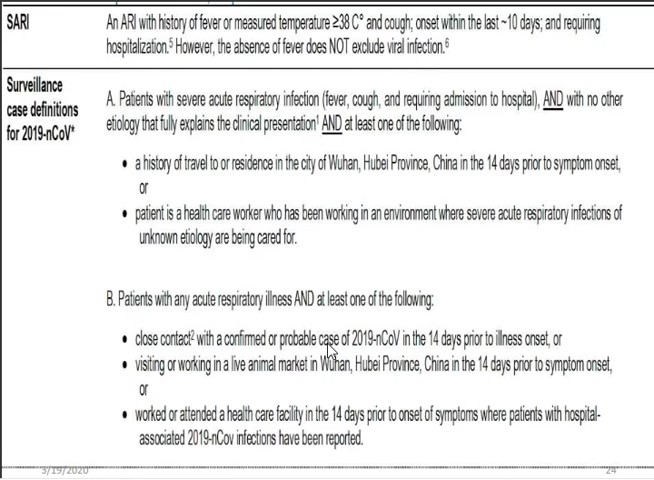 SARI
An ARI with history of fever or measured temperature ≥38 C° and cough; onset within the last ~10 days; and requiring
hospitalization.5 However, the absence of fever does NOT exclude viral infection.6
Surveillance
case definitions
for 2019-nCoV*
A. Patients with severe acute respiratory infection (fever, cough, and requiring admission to hospital), AND with no other
etiology that fully explains the clinical presentation1 AND at least one of the following:
• a history of travel to or residence in the city of Wuhan, Hubei Province, China in the 14 days prior to symptom onset,
or
• patient is a health care worker who has been working in an environment where severe acute respiratory infections of
unknown etiology are being cared for.
B. Patients with any acute respiratory illness AND at least one of the following:
• close contact2 with a confirmed or probable case of 2019-nCoV in the 14 days prior to illness onset, or
• visiting or working in a live animal market in Wuhan, Hubei Province, China in the 14 days prior to symptom onset,
or
• worked or attended a health care facility in the 14 days prior to onset of symptoms where patients with hospital-
associated 2019-nCov infections have been reported.
5/19/2020
24